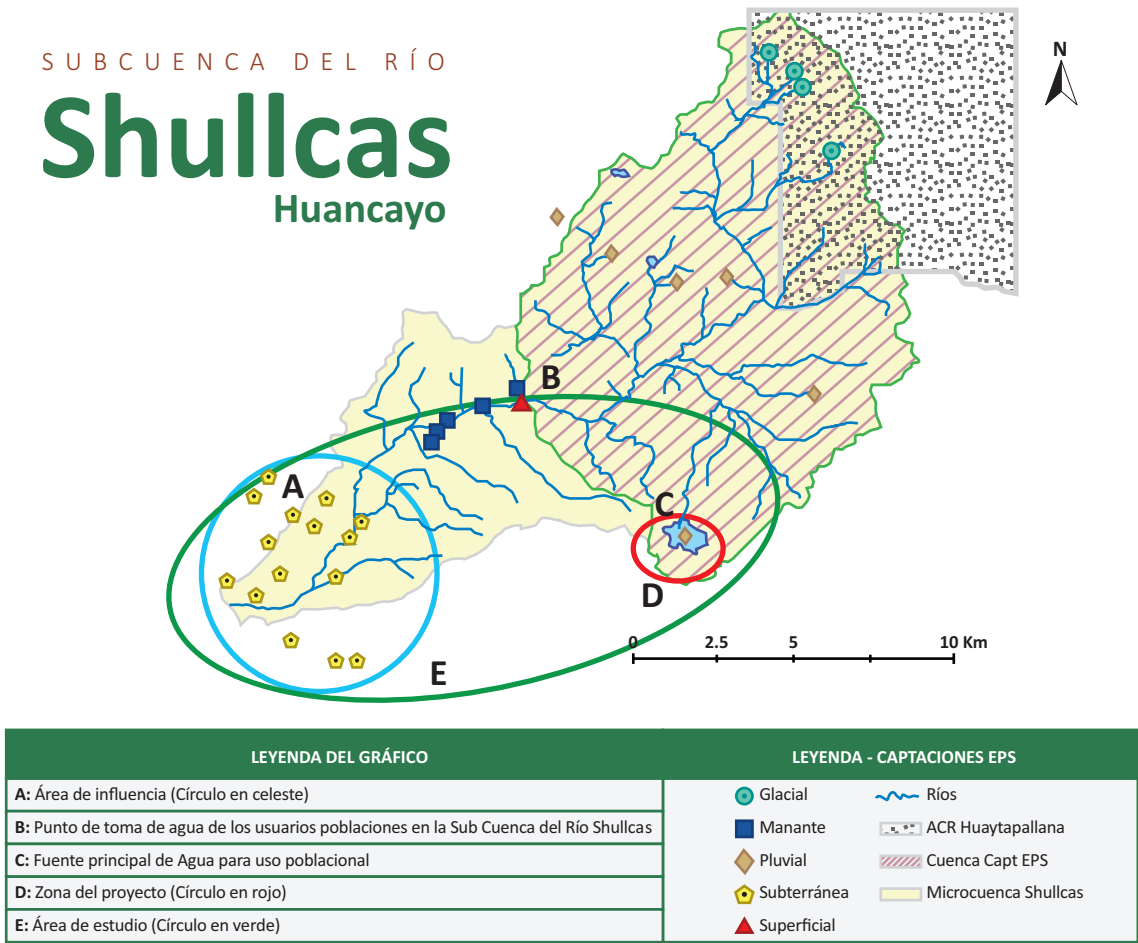 SUBCUENCA DEL RÍO
Shullcas
Huancayo
N
B
A
C
D
E
0 2.5 5 10 Km
LEYENDA DEL GRÁFICO
A: Área de influencia (Círculo en celeste)
B: Punto de toma de agua de los usuarios poblaciones en la Sub Cuenca del Río Shullcas
C: Fuente principal de Agua para uso poblacional
D: Zona del proyecto (Círculo en rojo)
E: Área de estudio (Círculo en verde)
LEYENDA - CAPTACIONES EPS
Glacial
Manante
Pluvial
Subterránea
Superficial
Ríos
ACR Huaytapallana
Cuenca Capt EPS
Microcuenca Shullcas